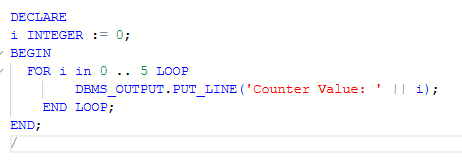 DECLARE
i INTEGER := 0;
BEGIN
FOR i in 0 .. 5 LOOP
DBMS_OUTPUT.PUT_LINE('Counter Value: ' || i);
END LOOP;
END;
/